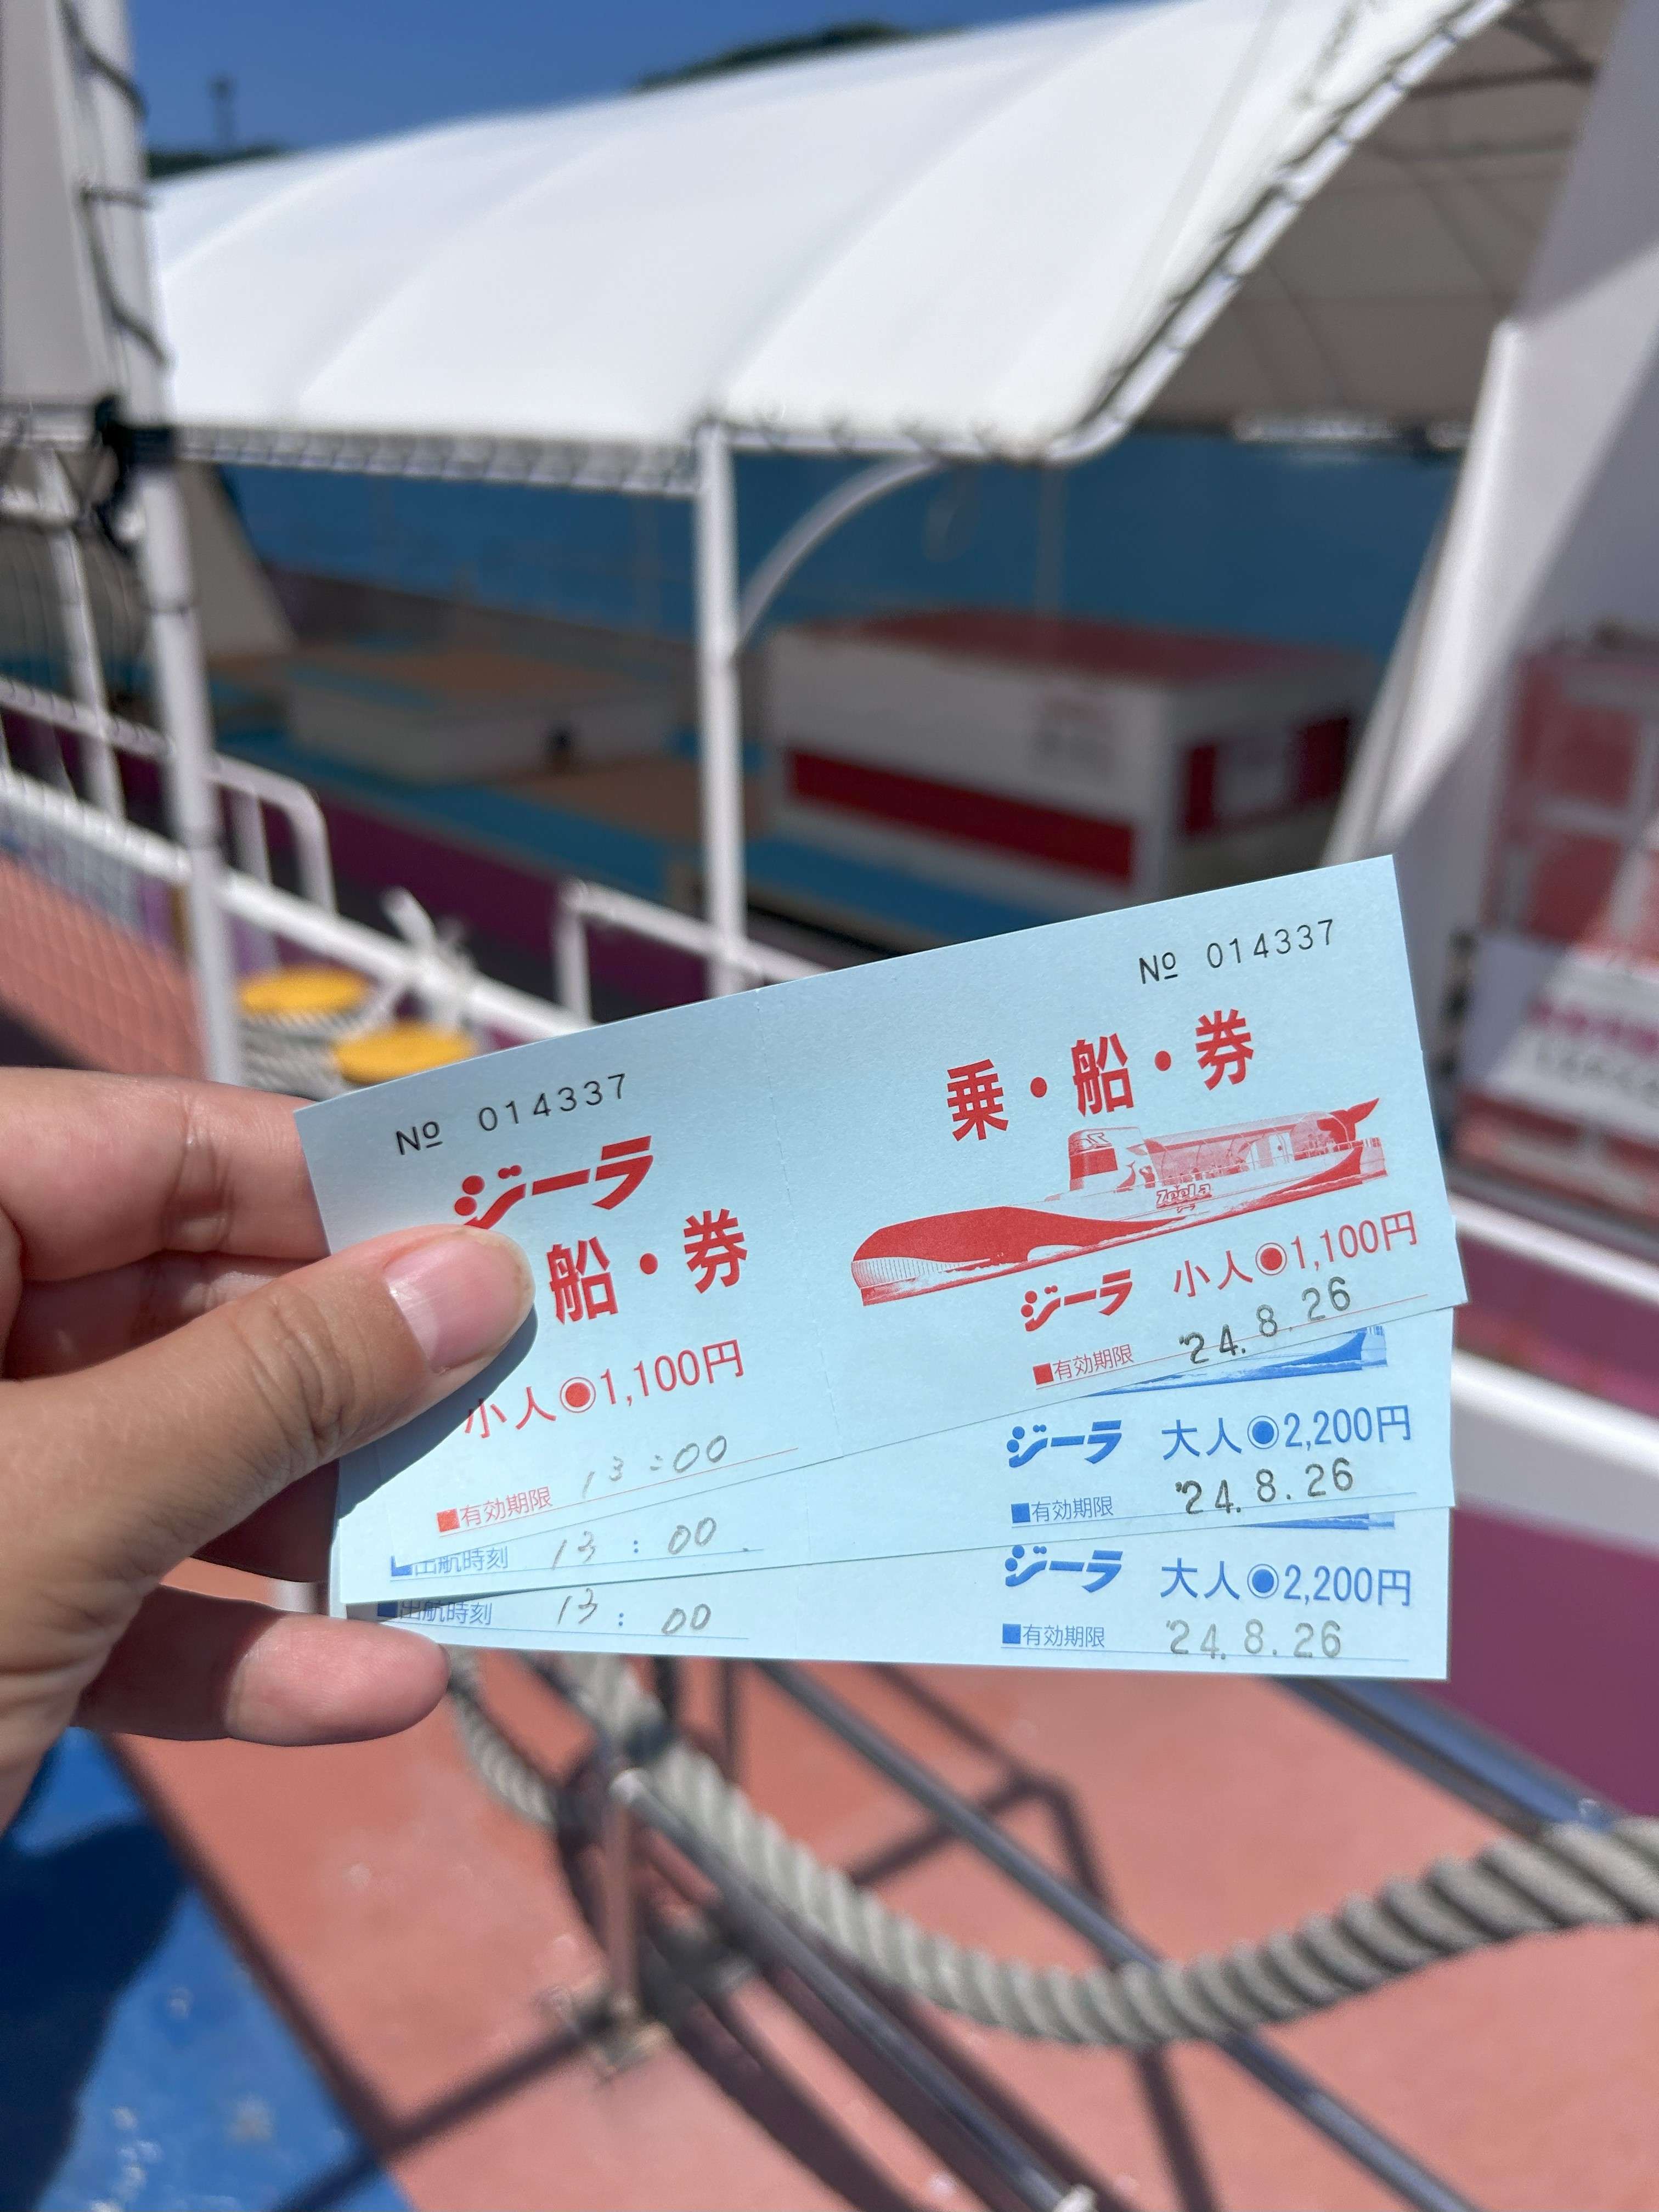 № 014337
ジーラ
船・券
小人◉1,100円
■有効期限 13:00
№ 014337
乗・船・券
Zeela
ジーラ
ジーラ 小人◉1,100円
■有効期限 '24.8.26
ジーラ 大人◉2,200円
■有効期限 '24.8.26
■出航時刻 13:00
ジーラ 大人◉2,200円
■有効期限 '24.8.26
■出航時刻 13:00